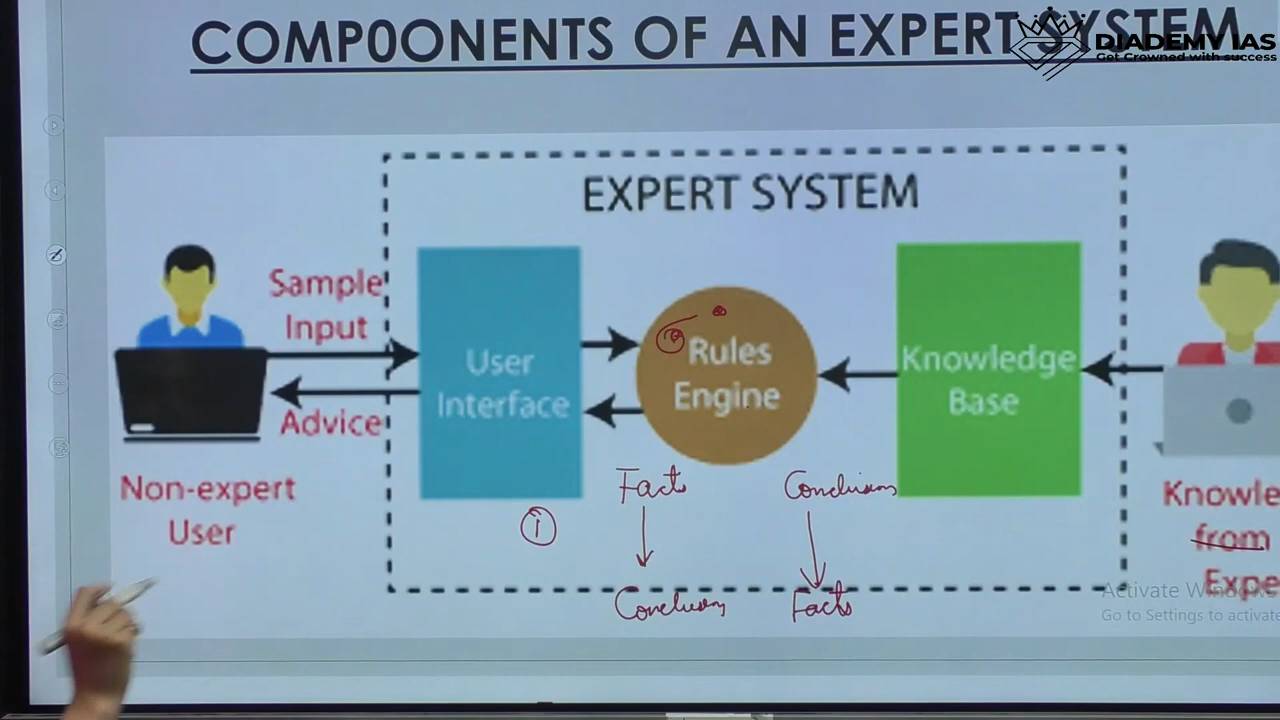 COMP0ONENTS OF AN EXPERT SYSTEM
DIADEMY IAS
Get Crowned with success
EXPERT SYSTEM
Sample
Input
Advice
Non-expert
User
User
Interface
Rules
Engine
Knowledge
Base
Knowle
from
Expe
Facts
Conclusions
1
Conclusions
Facts
Activate Windows
Go to Settings to activate